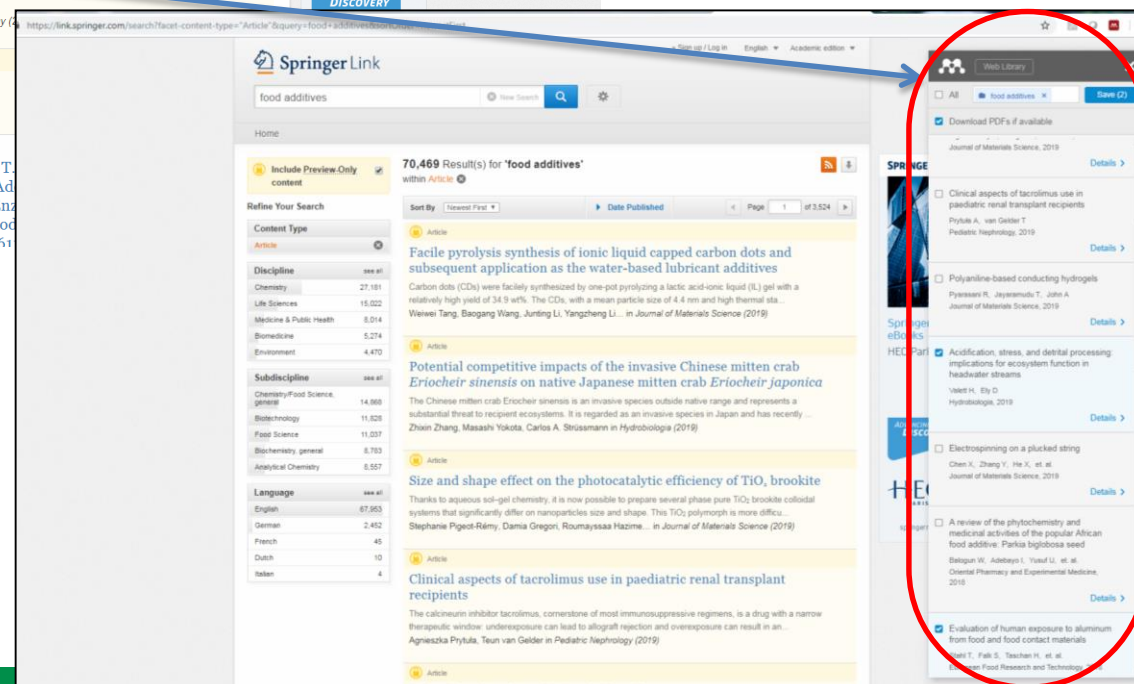 DISCOVERY
https://link.springer.com/search?facet-content-type="Article"&query=food+additives&
Sign up / Log in English Academic edition
Springer Link
food additives
New Search
Home
Include Preview-Only content
Refine Your Search
Content Type
Article
Discipline see all
Chemistry 27,181
Life Sciences 15,022
Medicine & Public Health 8,014
Biomedicine 5,274
Environment 4,470
Subdiscipline see all
Chemistry/Food Science, general 14,868
Biotechnology 11,828
Food Science 11,037
Biochemistry, general 8,783
Analytical Chemistry 8,557
Language see all
English 67,953
German 2,452
French 45
Dutch 10
Italian 4
70,469 Result(s) for 'food additives'
within Article
Sort By Newest First Date Published Page 1 of 3,524
Article
Facile pyrolysis synthesis of ionic liquid capped carbon dots and
subsequent application as the water-based lubricant additives
Carbon dots (CDs) were facilely synthesized by one-pot pyrolyzing a lactic acid-ionic liquid (IL) gel with a
relatively high yield of 34.9 wt%. The CDs, with a mean particle size of 4.4 nm and high thermal sta...
Weiwei Tang, Baogang Wang, Junting Li, Yangzheng Li... in Journal of Materials Science (2019)
Article
Potential competitive impacts of the invasive Chinese mitten crab
Eriocheir sinensis on native Japanese mitten crab Eriocheir japonica
The Chinese mitten crab Eriocheir sinensis is an invasive species outside native range and represents a
substantial threat to recipient ecosystems. It is regarded as an invasive species in Japan and has recently ...
Zhixin Zhang, Masashi Yokota, Carlos A. Strüssmann in Hydrobiologia (2019)
Article
Size and shape effect on the photocatalytic efficiency of TiO₂ brookite
Thanks to aqueous sol–gel chemistry, it is now possible to prepare several phase pure TiO₂ brookite colloidal
systems that significantly differ on nanoparticles size and shape. This TiO₂ polymorph is more difficu...
Stephanie Pigeot-Rémy, Damia Gregori, Roumayssaa Hazime... in Journal of Materials Science (2019)
Article
Clinical aspects of tacrolimus use in paediatric renal transplant
recipients
The calcineurin inhibitor tacrolimus, cornerstone of most immunosuppressive regimens, is a drug with a narrow
therapeutic window: underexposure can lead to allograft rejection and overexposure can result in an...
Agnieszka Prytuła, Teun van Gelder in Pediatric Nephrology (2019)
Article
Web Library
All food additives × Save (2)
Download PDFs if available
Journal of Materials Science, 2019
Details >
Clinical aspects of tacrolimus use in
paediatric renal transplant recipients
Prytuła A, van Gelder T
Pediatric Nephrology, 2019
Details >
Polyaniline-based conducting hydrogels
Pyarasani R, Jayaramudu T, John A
Journal of Materials Science, 2019
Details >
Acidification, stress, and detrital processing:
implications for ecosystem function in
headwater streams
Valett H, Ely D
Hydrobiologia, 2019
Details >
Electrospinning on a plucked string
Chen X, Zhang Y, He X, et. al.
Journal of Materials Science, 2019
Details >
A review of the phytochemistry and
medicinal activities of the popular African
food additive: Parkia biglobosa seed
Balogun W, Adebayo I, Yusuf U, et. al.
Oriental Pharmacy and Experimental Medicine,
2018
Details >
Evaluation of human exposure to aluminum
from food and food contact materials
Stahl T, Falk S, Taschan H, et. al.
European Food Research and Technology,